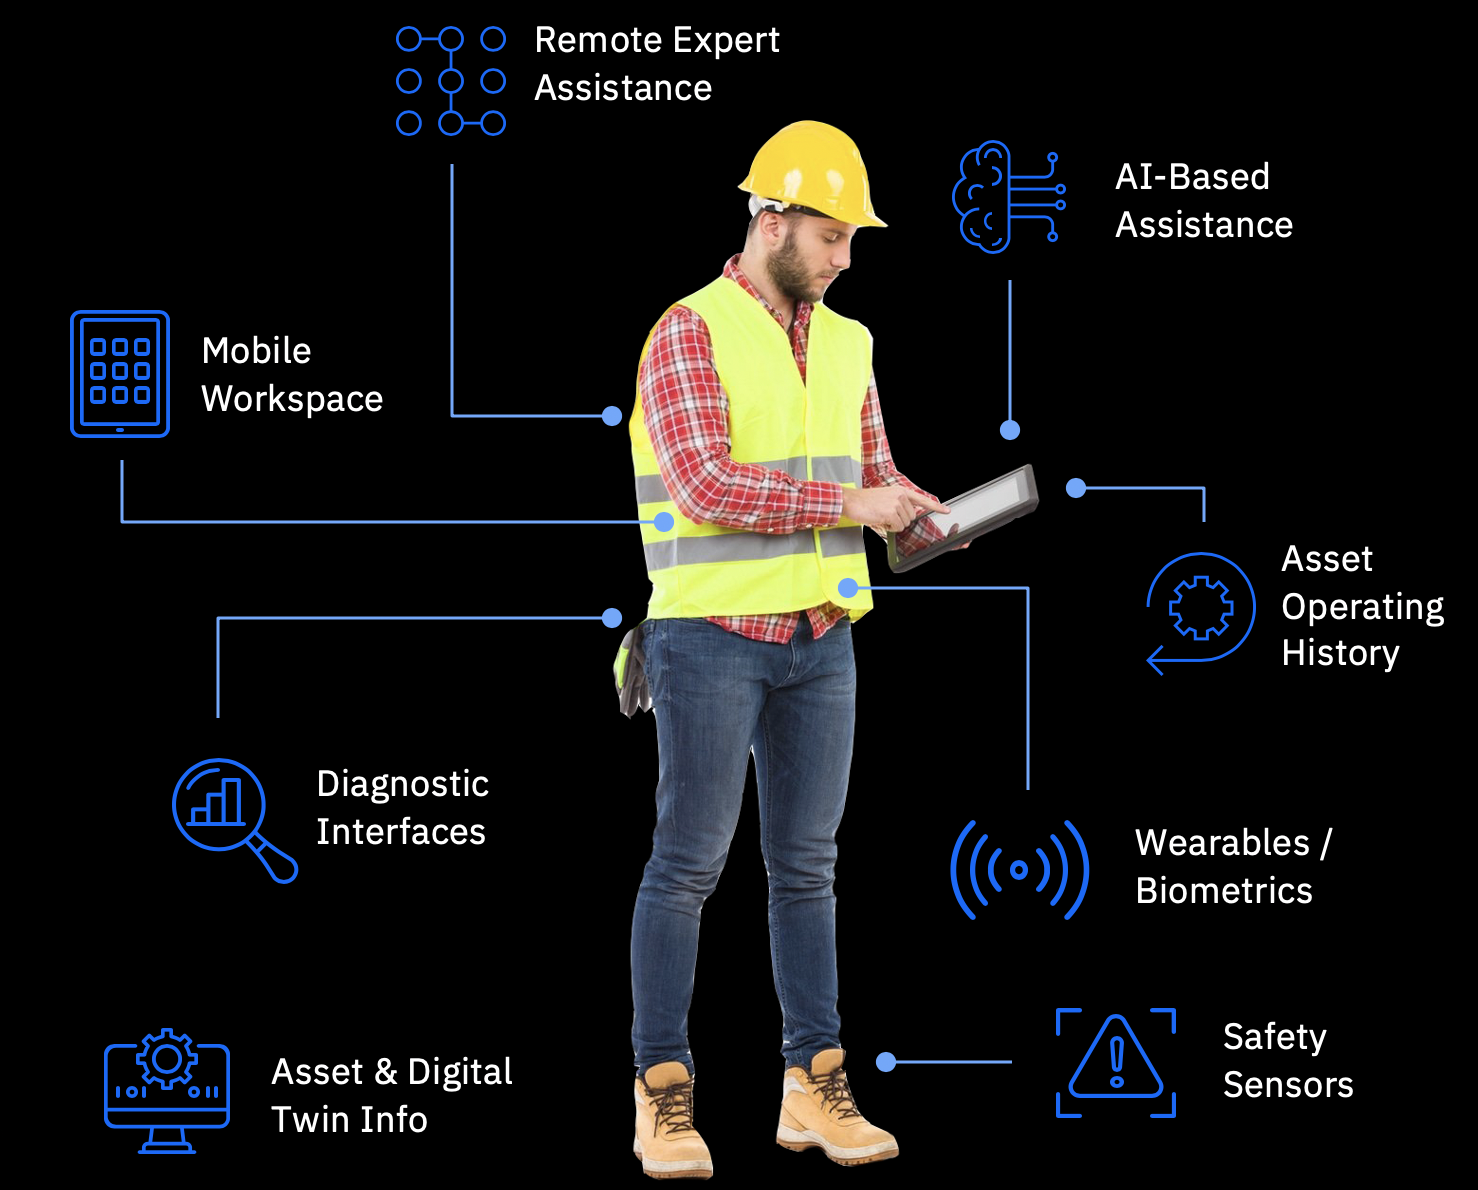 Remote Expert
Assistance
AI-Based
Assistance
Mobile
Workspace
Asset
Operating
History
Diagnostic
Interfaces
Wearables /
Biometrics
Asset & Digital
Twin Info
Safety
Sensors